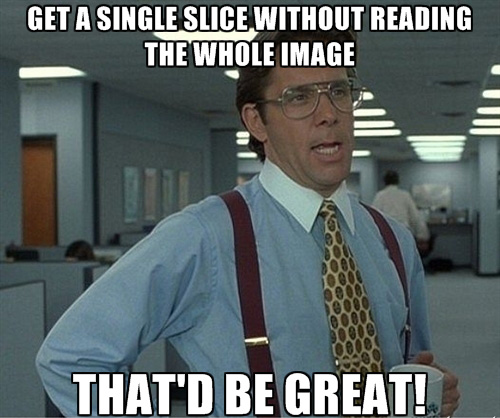 GET A SINGLE SLICE WITHOUT READING
THE WHOLE IMAGE
THAT'D BE GREAT!